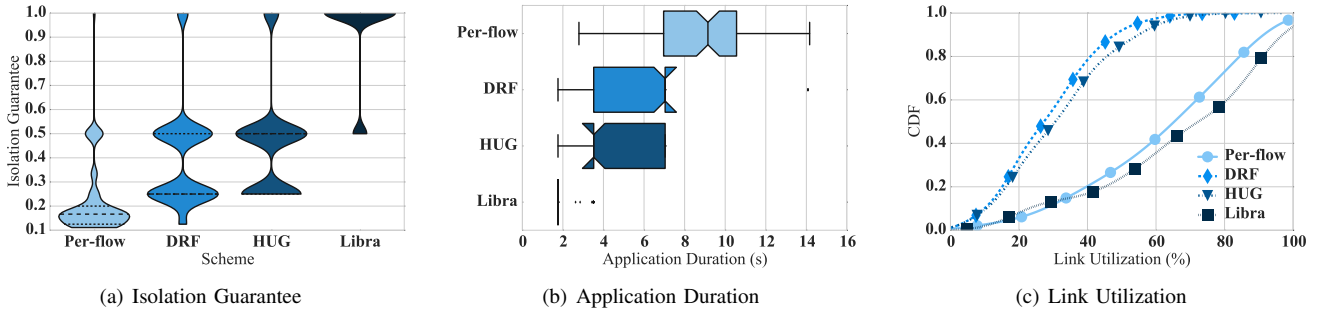 1.0
0.9
0.8
0.7
0.6
0.5
0.4
0.3
0.2
0.1
Isolation Guarantee
Per-flow DRF HUG Libra
Scheme
(a) Isolation Guarantee
Per-flow
DRF
HUG
Libra
2 4 6 8 10 12 14 16
Application Duration (s)
(b) Application Duration
1.0
0.8
0.6
0.4
0.2
0.0
CDF
Per-flow
DRF
HUG
Libra
0 20 40 60 80 100
Link Utilization (%)
(c) Link Utilization